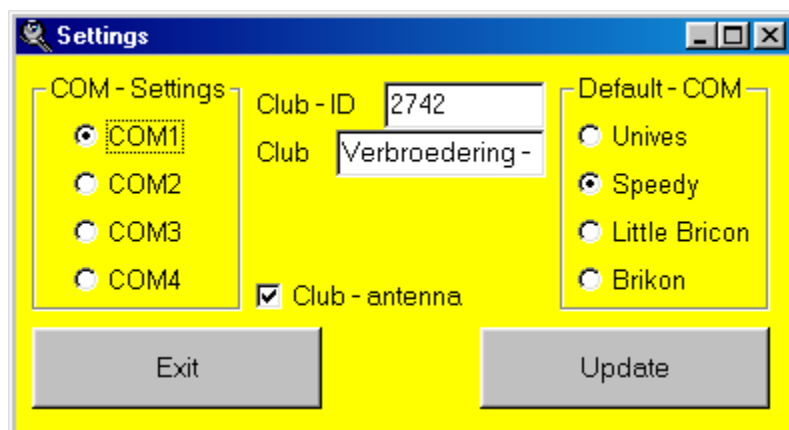 Settings
COM - Settings
COM1
COM2
COM3
COM4
Club - ID 2742
Club Verbroedering -
Club - antenna
Default - COM
Unives
Speedy
Little Bricon
Brikon
Exit
Update